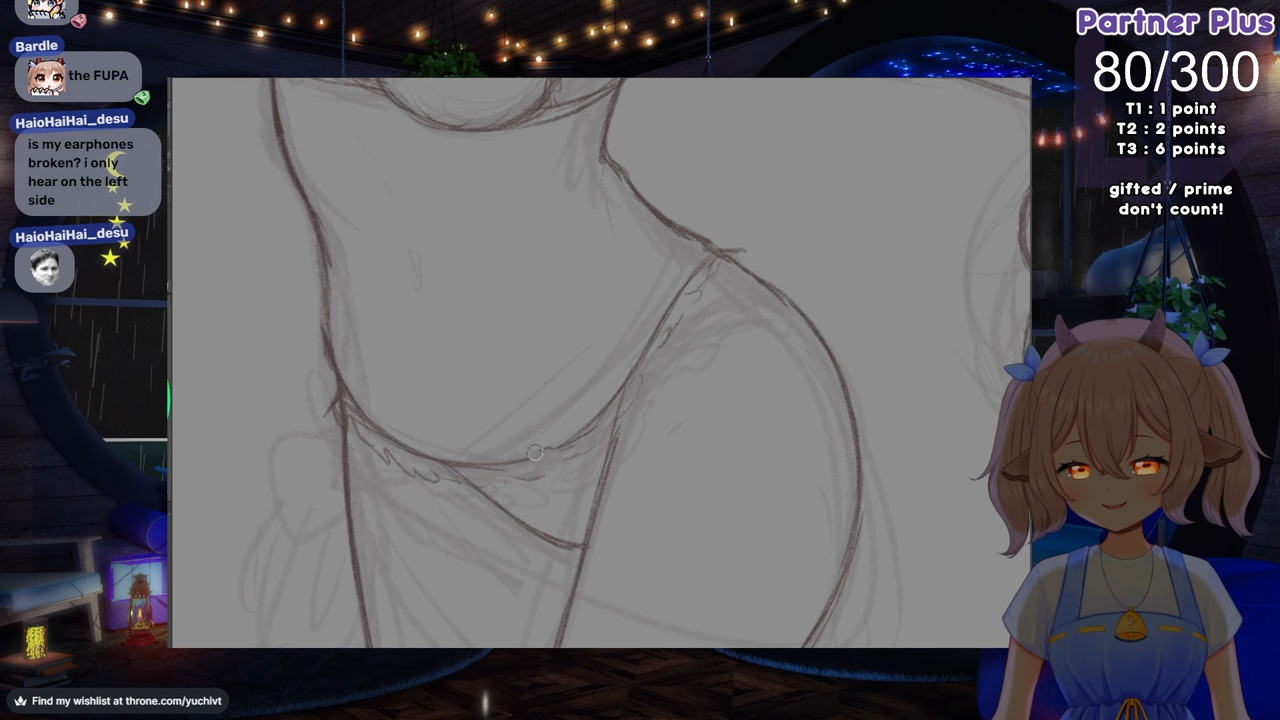 Bardle
the FUPA
HaioHaiHai_desu
is my earphones
broken? i only
hear on the left
side
HaioHaiHai_desu
Partner Plus
80/300
T1 : 1 point
T2 : 2 points
T3 : 6 points
gifted / prime
don't count!
Find my wishlist at throne.com/yuchivt